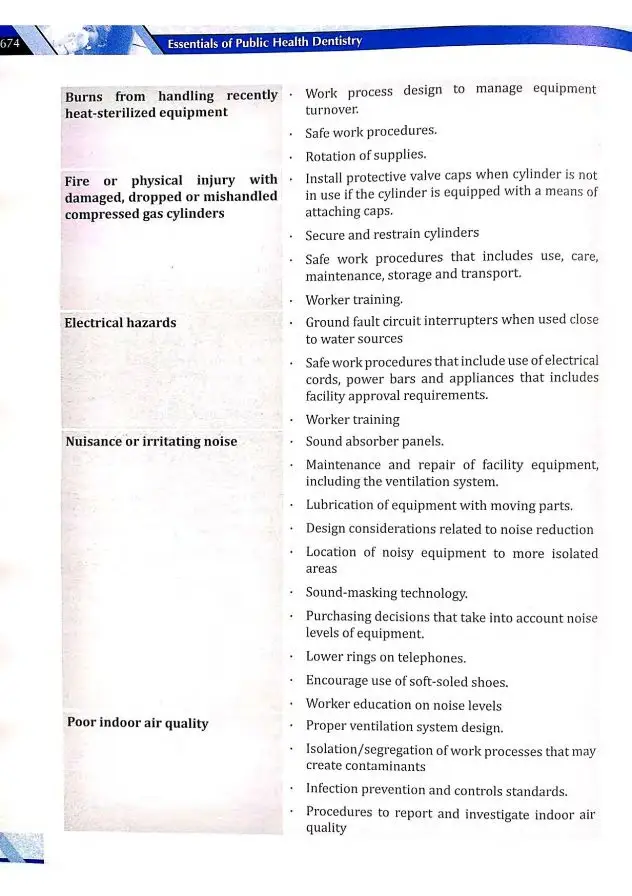 674
Essentials of Public Health Dentistry
Burns from handling recently
heat-sterilized equipment
· Work process design to manage equipment
turnover.
· Safe work procedures.
· Rotation of supplies.
Fire or physical injury with
damaged, dropped or mishandled
compressed gas cylinders
· Install protective valve caps when cylinder is not
in use if the cylinder is equipped with a means of
attaching caps.
· Secure and restrain cylinders
· Safe work procedures that includes use, care,
maintenance, storage and transport.
· Worker training.
Electrical hazards
· Ground fault circuit interrupters when used close
to water sources
· Safe work procedures that include use of electrical
cords, power bars and appliances that includes
facility approval requirements.
· Worker training
Nuisance or irritating noise
· Sound absorber panels.
· Maintenance and repair of facility equipment,
including the ventilation system.
· Lubrication of equipment with moving parts.
· Design considerations related to noise reduction
· Location of noisy equipment to more isolated
areas
· Sound-masking technology.
· Purchasing decisions that take into account noise
levels of equipment.
· Lower rings on telephones.
· Encourage use of soft-soled shoes.
· Worker education on noise levels
Poor indoor air quality
· Proper ventilation system design.
· Isolation/segregation of work processes that may
create contaminants
· Infection prevention and controls standards.
· Procedures to report and investigate indoor air
quality